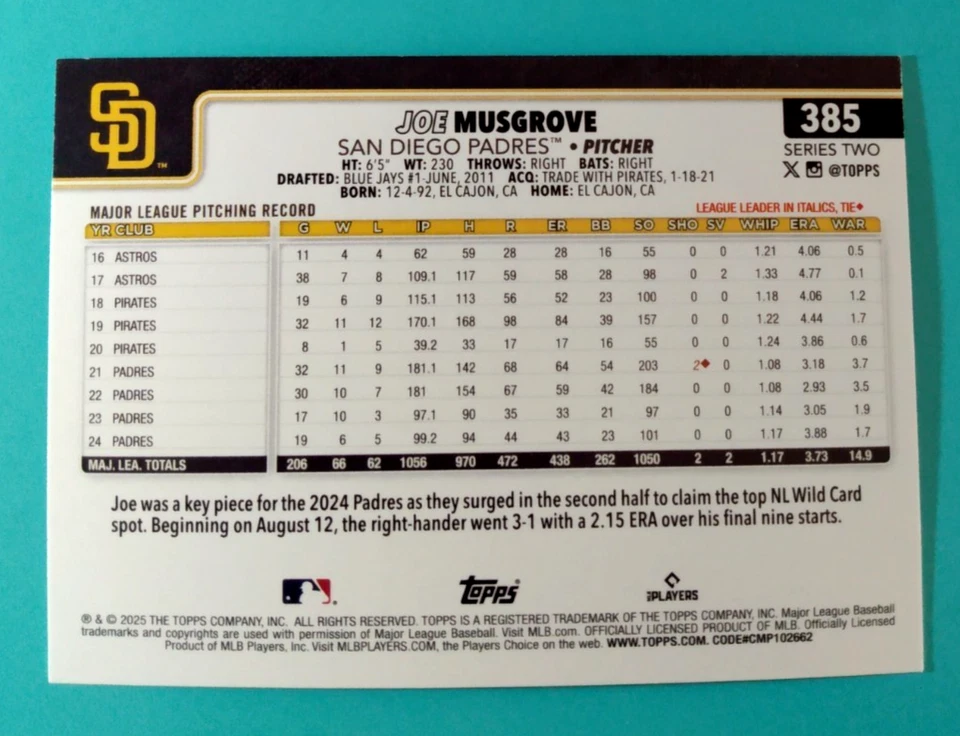 SD™
385
JOE MUSGROVE
SAN DIEGO PADRES™ • PITCHER
SERIES TWO
HT: 6'5" WT: 230 THROWS: RIGHT BATS: RIGHT
X @TOPPS
DRAFTED: BLUE JAYS #1-JUNE, 2011 ACQ: TRADE WITH PIRATES, 1-18-21
BORN: 12-4-92, EL CAJON, CA HOME: EL CAJON, CA
MAJOR LEAGUE PITCHING RECORD LEAGUE LEADER IN ITALICS, TIE♦
YR CLUB G W L IP H R ER BB SO SHO SV WHIP ERA WAR
16 ASTROS 11 4 4 62 59 28 28 16 55 0 0 1.21 4.06 0.5
17 ASTROS 38 7 8 109.1 117 59 58 28 98 0 2 1.33 4.77 0.1
18 PIRATES 19 6 9 115.1 113 56 52 23 100 0 0 1.18 4.06 1.2
19 PIRATES 32 11 12 170.1 168 98 84 39 157 0 0 1.22 4.44 1.7
20 PIRATES 8 1 5 39.2 33 17 17 16 55 0 0 1.24 3.86 0.6
21 PADRES 32 11 9 181.1 142 68 64 54 203 2♦ 0 1.08 3.18 3.7
22 PADRES 30 10 7 181 154 67 59 42 184 0 0 1.08 2.93 3.5
23 PADRES 17 10 3 97.1 90 35 33 21 97 0 0 1.14 3.05 1.9
24 PADRES 19 6 5 99.2 94 44 43 23 101 0 0 1.17 3.88 1.7
MAJ. LEA. TOTALS 206 66 62 1056 970 472 438 262 1050 2 2 1.17 3.73 14.9
Joe was a key piece for the 2024 Padres as they surged in the second half to claim the top NL Wild Card
spot. Beginning on August 12, the right-hander went 3-1 with a 2.15 ERA over his final nine starts.
topps
PLAYERS
® & © 2025 THE TOPPS COMPANY, INC. ALL RIGHTS RESERVED. TOPPS IS A REGISTERED TRADEMARK OF THE TOPPS COMPANY, INC. Major League Baseball
trademarks and copyrights are used with permission of Major League Baseball. Visit MLB.com. OFFICIALLY LICENSED PRODUCT OF MLB. Officially Licensed
Product of MLB Players, Inc. Visit MLBPLAYERS.COM, the Players Choice on the web. WWW.TOPPS.COM. CODE#CMP102662